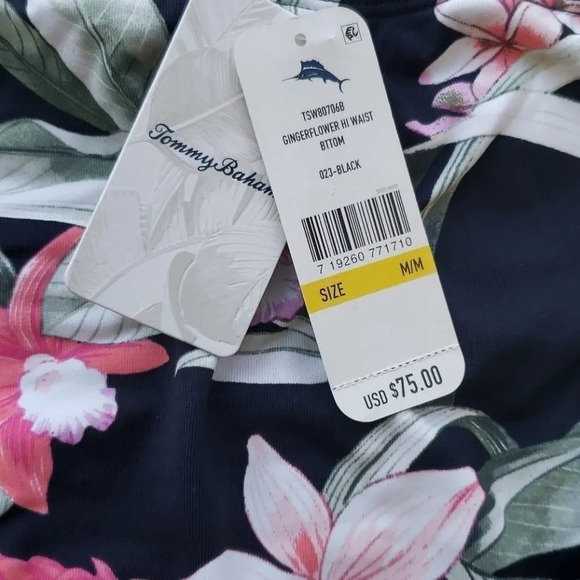 Tommy Bahama
TSW80706B
GINGERFLOWER HI WAIST
BTTOM
023-BLACK
7 19260 771710
SIZE M/M
USD $75.00